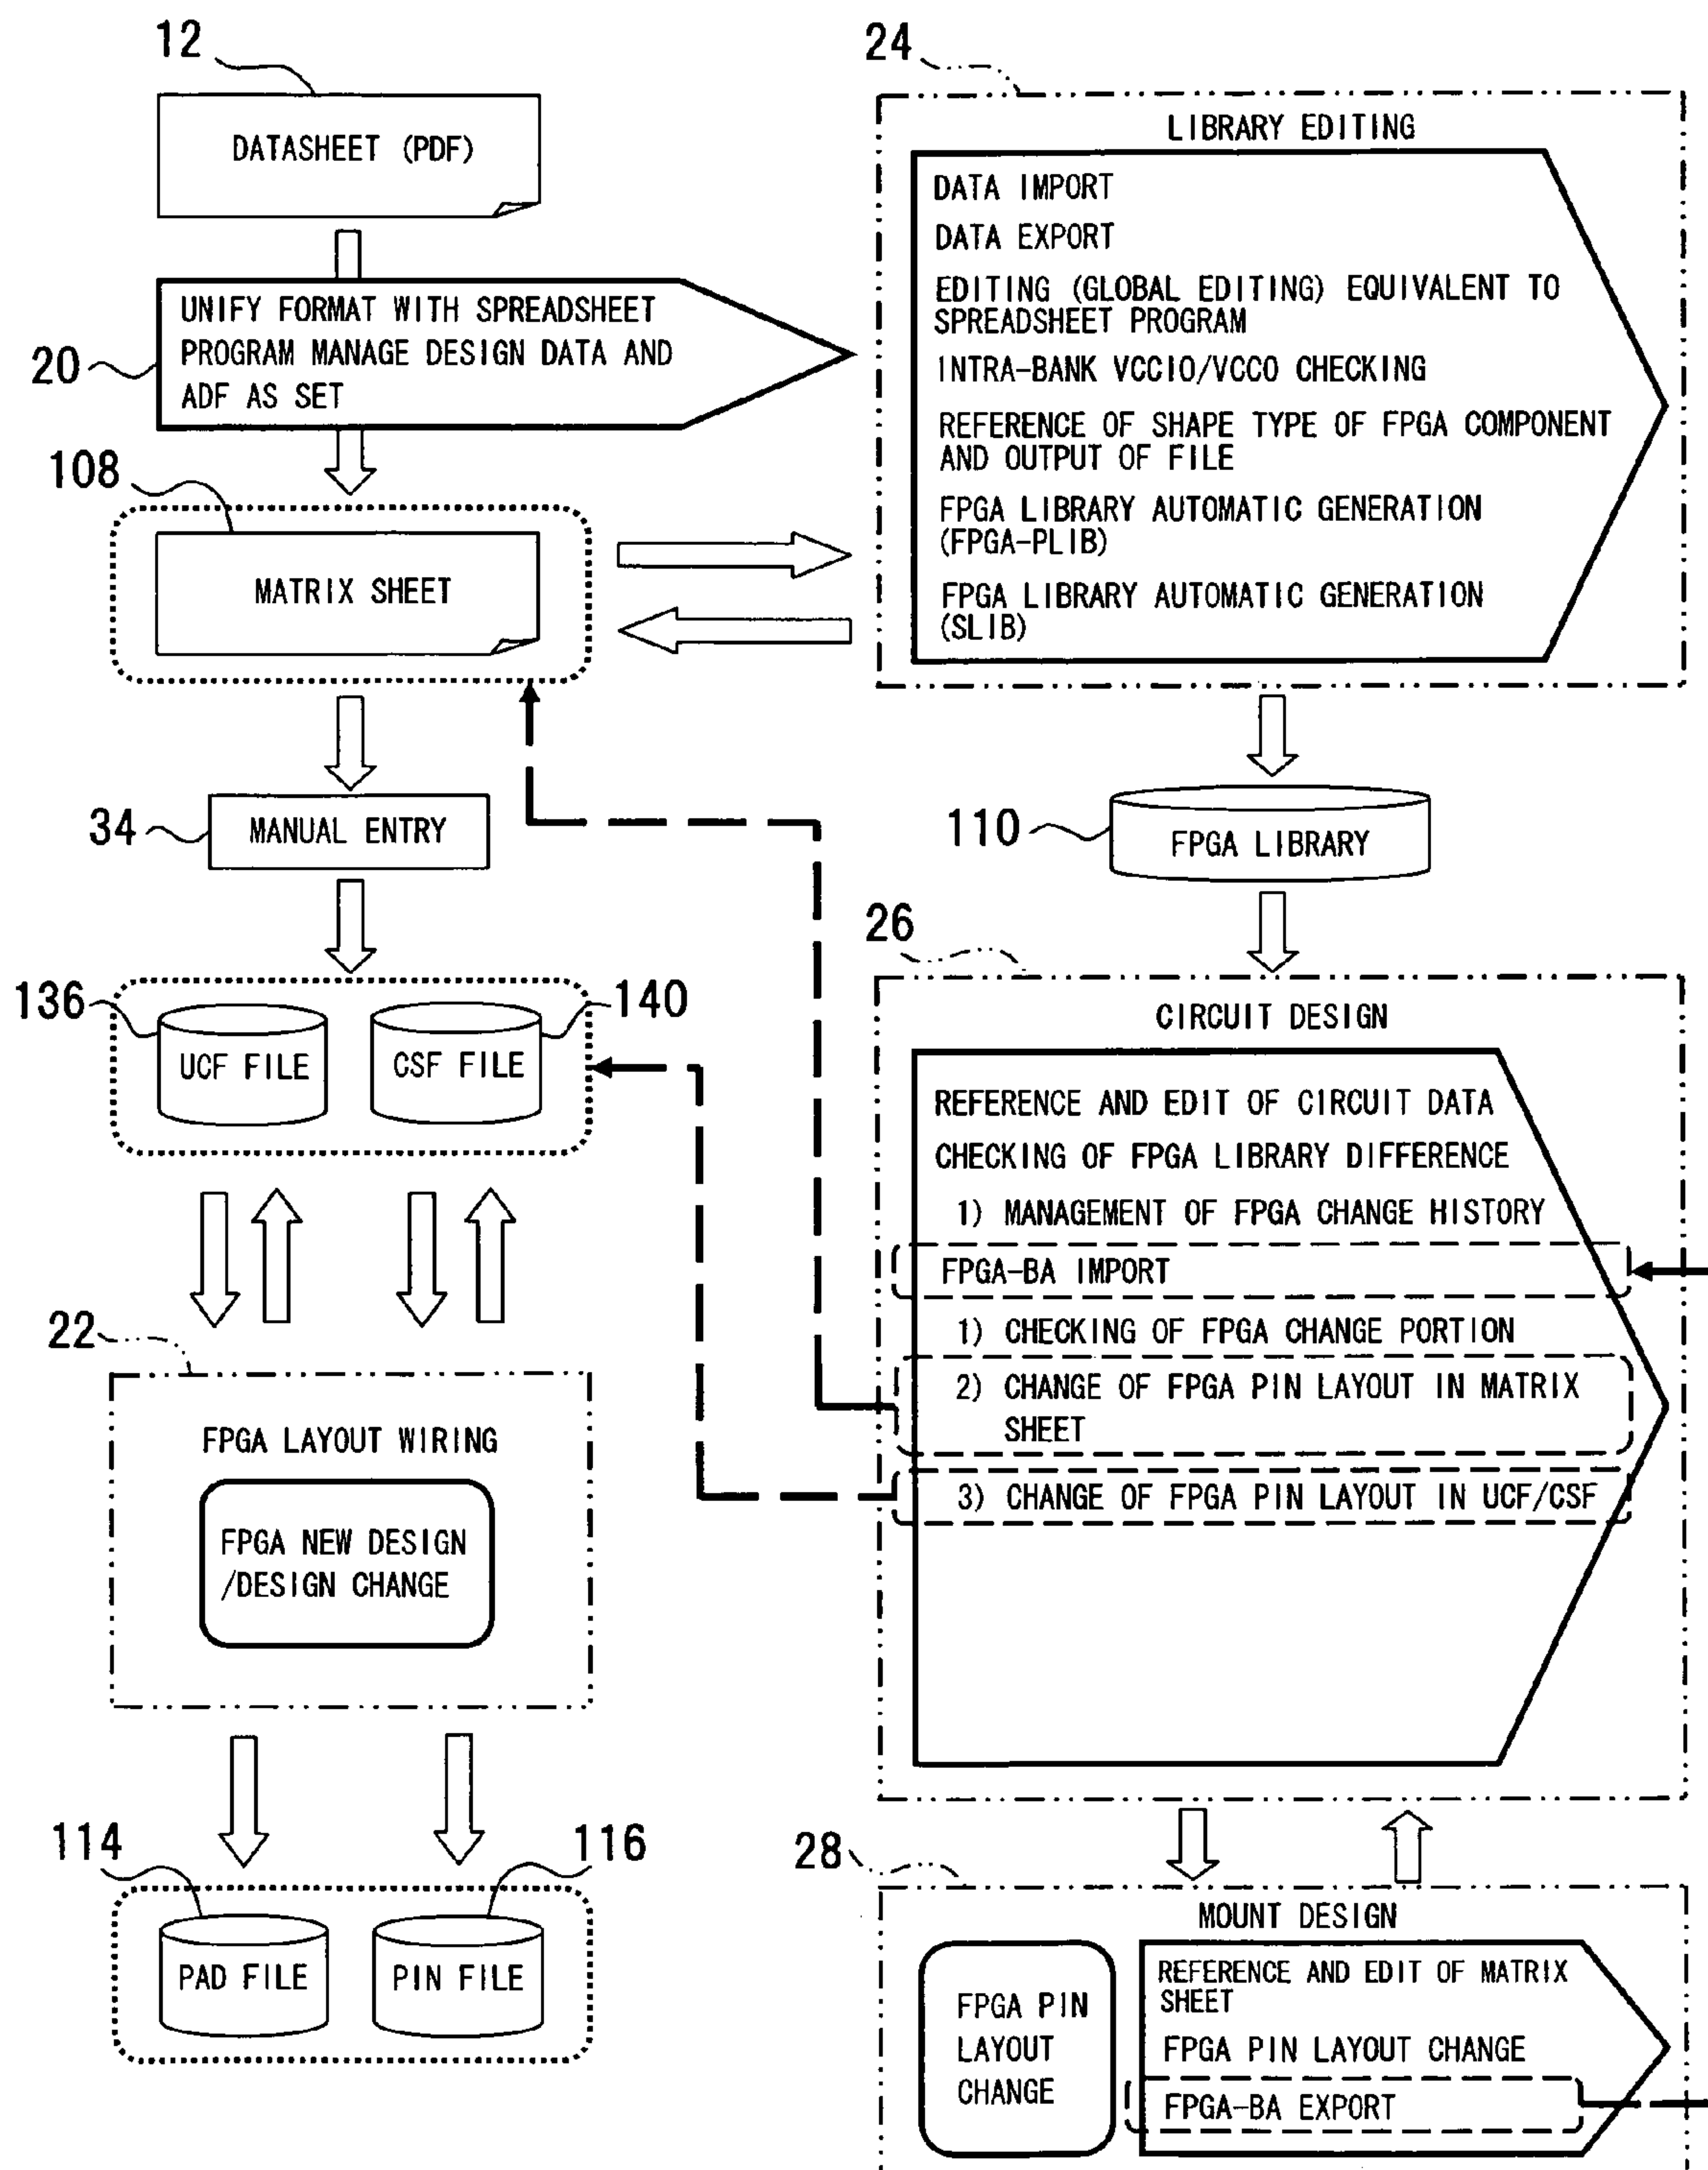 12
DATASHEET (PDF)
20
UNIFY FORMAT WITH SPREADSHEET
PROGRAM MANAGE DESIGN DATA AND
ADF AS SET
108
MATRIX SHEET
34
MANUAL ENTRY
136
UCF FILE
CSF FILE
140
22
FPGA LAYOUT WIRING
FPGA NEW DESIGN
/DESIGN CHANGE
114
116
PAD FILE
PIN FILE
24
LIBRARY EDITING
DATA IMPORT
DATA EXPORT
EDITING (GLOBAL EDITING) EQUIVALENT TO
SPREADSHEET PROGRAM
INTRA-BANK VCCIO/VCCO CHECKING
REFERENCE OF SHAPE TYPE OF FPGA COMPONENT
AND OUTPUT OF FILE
FPGA LIBRARY AUTOMATIC GENERATION
(FPGA-PLIB)
FPGA LIBRARY AUTOMATIC GENERATION
(SLIB)
110
FPGA LIBRARY
26
CIRCUIT DESIGN
REFERENCE AND EDIT OF CIRCUIT DATA
CHECKING OF FPGA LIBRARY DIFFERENCE
1) MANAGEMENT OF FPGA CHANGE HISTORY
FPGA-BA IMPORT
1) CHECKING OF FPGA CHANGE PORTION
2) CHANGE OF FPGA PIN LAYOUT IN MATRIX
SHEET
3) CHANGE OF FPGA PIN LAYOUT IN UCF/CSF
28
MOUNT DESIGN
FPGA PIN
LAYOUT
CHANGE
REFERENCE AND EDIT OF MATRIX
SHEET
FPGA PIN LAYOUT CHANGE
FPGA-BA EXPORT